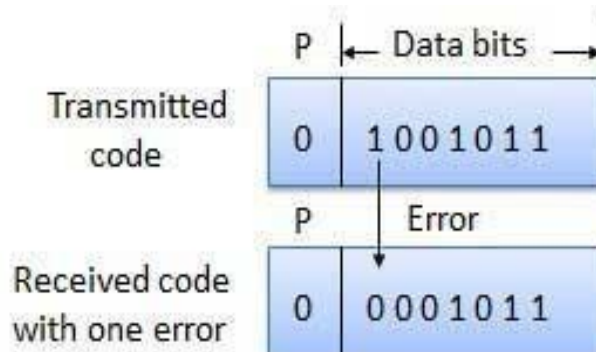 P Data bits
Transmitted
code
0 1001011
P Error
Received code
with one error
0 0001011